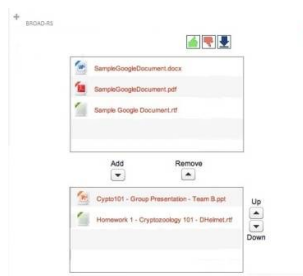 BROAD-RS
SampleGoogleDocument.docx
SampleGoogleDocument.pdf
Sample Google Document.rtf
Add
Remove
Cypto101 - Group Presentation - Team B.ppt
Homework 1 - Cryptozoology 101 - DHelmet.rtf
Up
Down